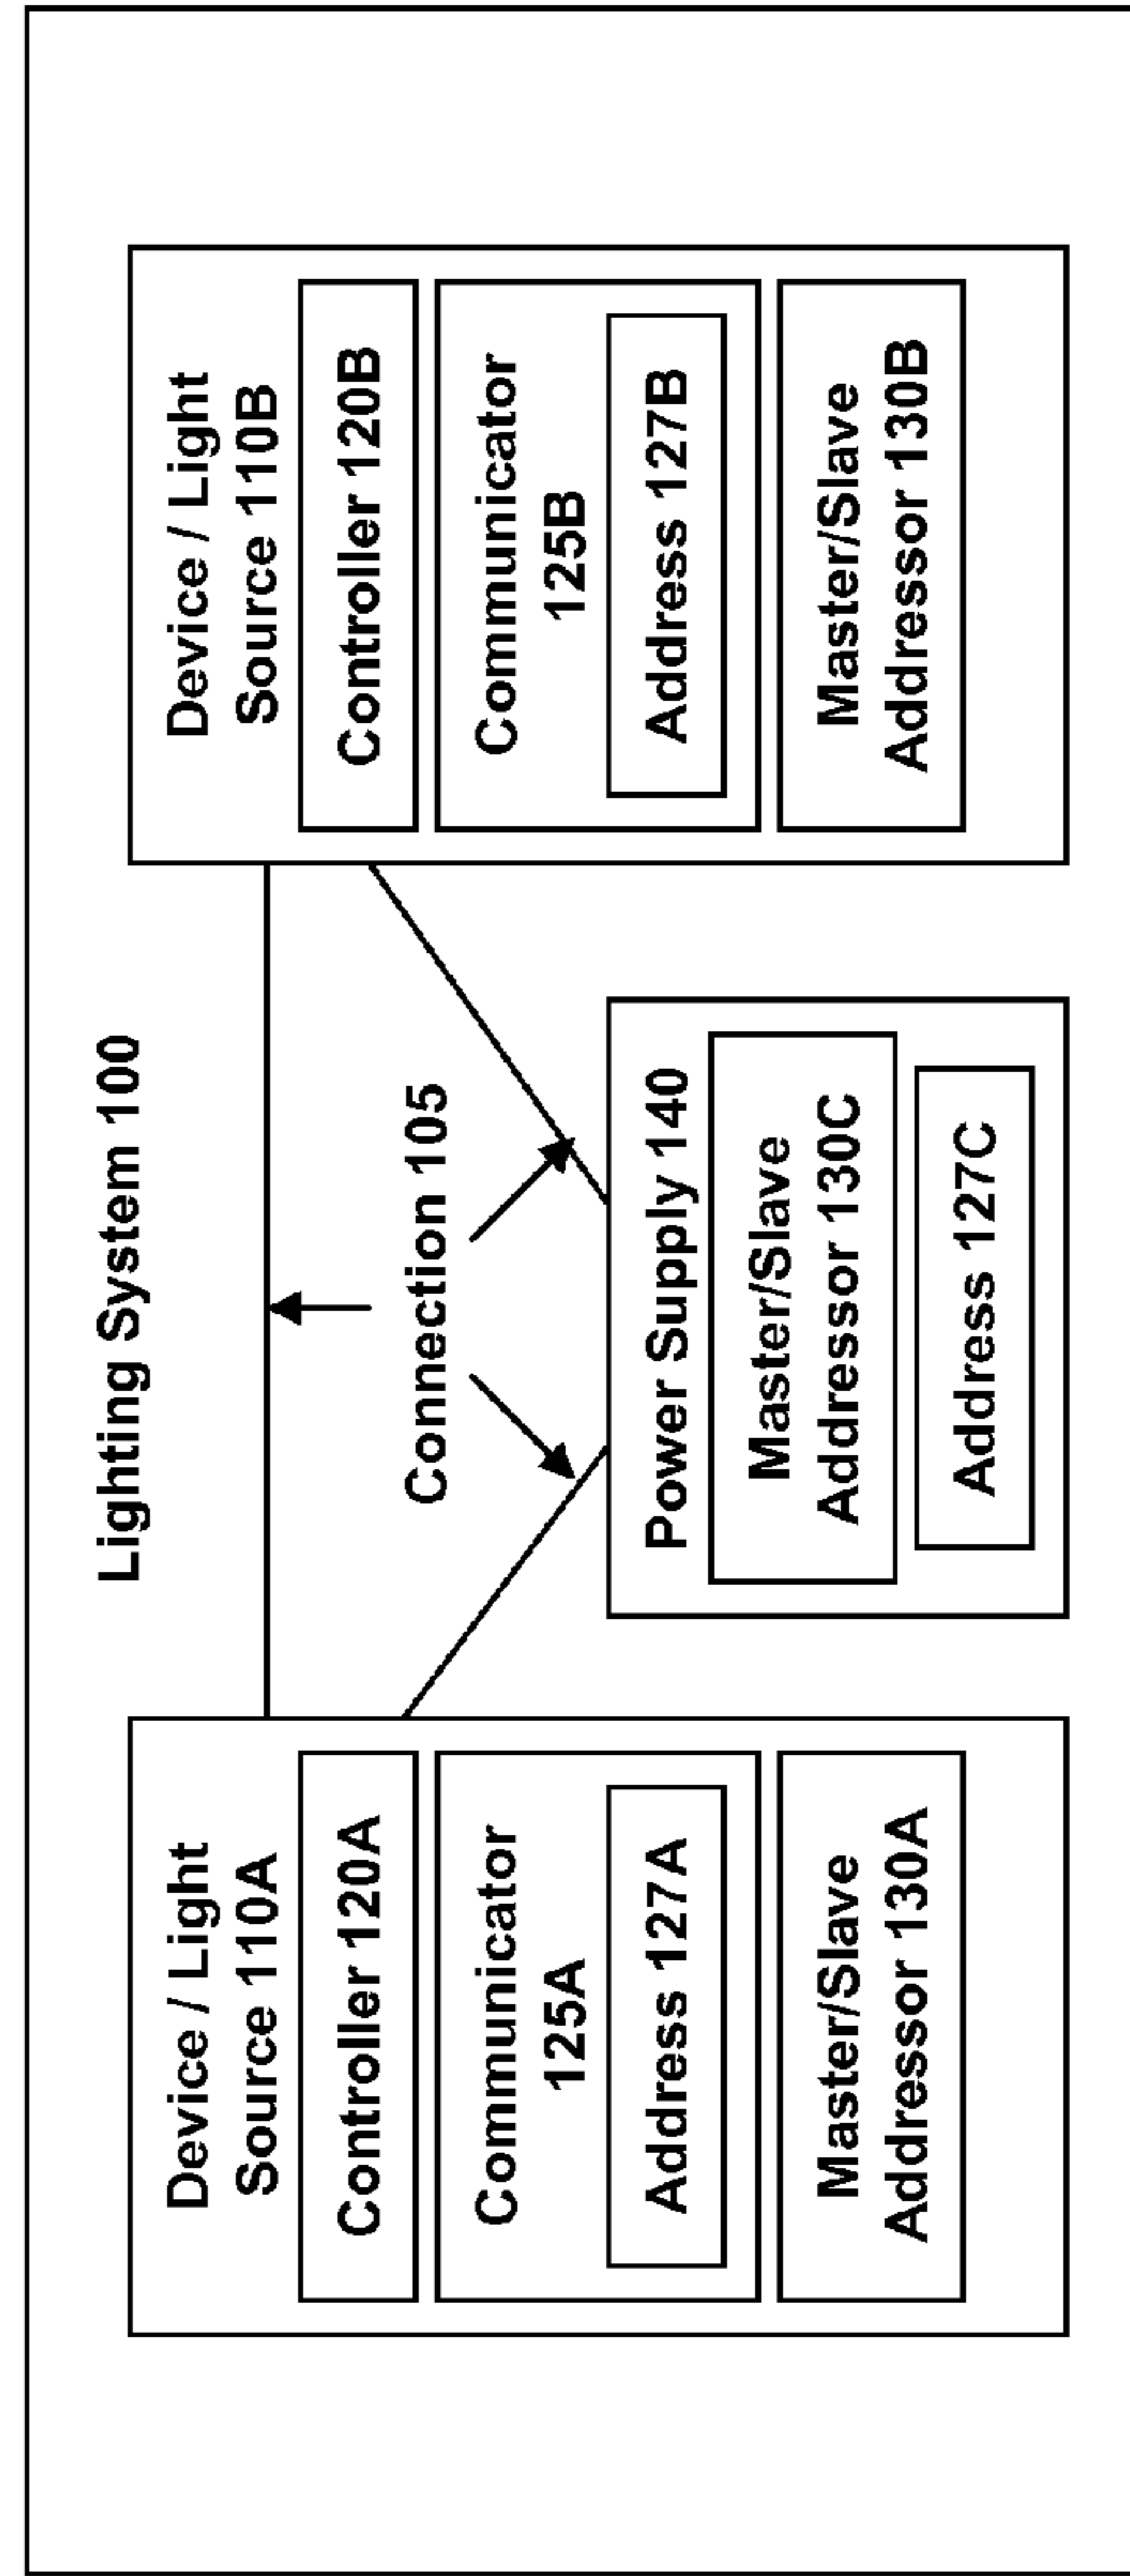 Lighting System 100
Device / Light
Source 110A
Controller 120A
Communicator
125A
Address 127A
Master/Slave
Addressor 130A
Connection 105
Power Supply 140
Master/Slave
Addressor 130C
Address 127C
Device / Light
Source 110B
Controller 120B
Communicator
125B
Address 127B
Master/Slave
Addressor 130B